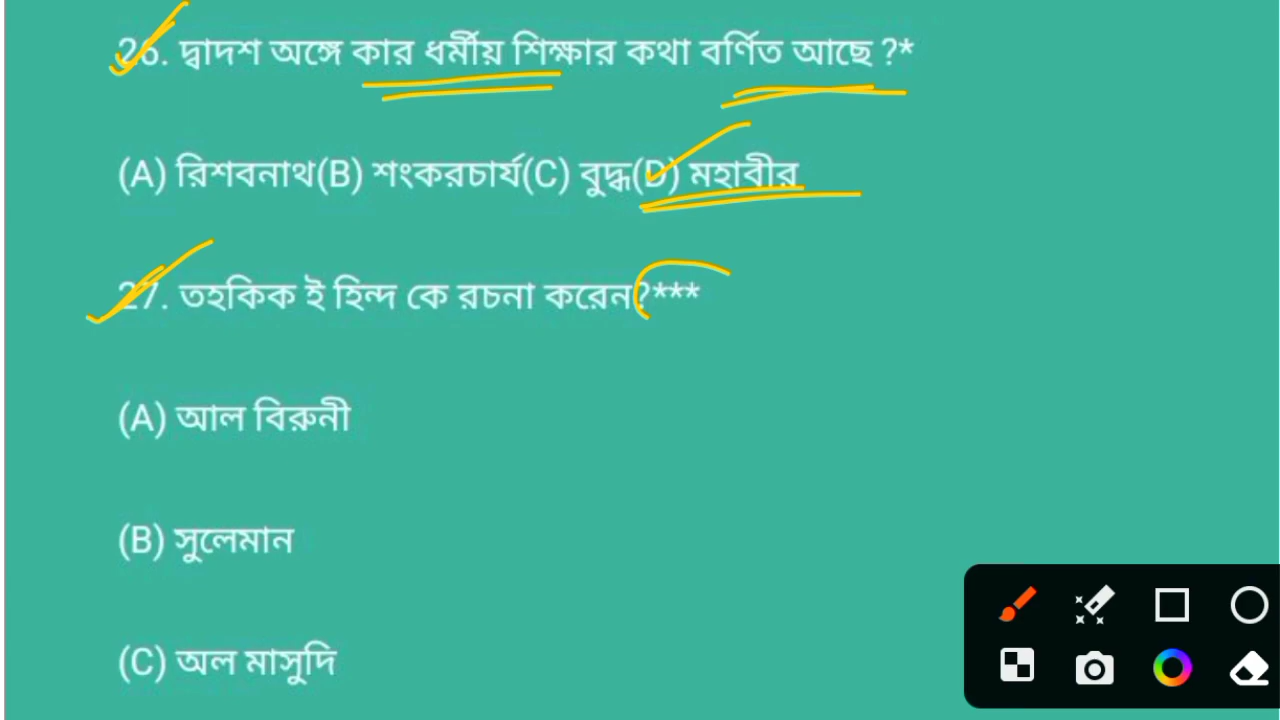 26. দ্বাদশ অঙ্গে কার ধর্মীয় শিক্ষার কথা বর্ণিত আছে ?*
(A) রিশবনাথ(B) শংকরচার্য(C) বুদ্ধ(D) মহাবীর
27. তহকিক ই হিন্দ কে রচনা করেন?***
(A) আল বিরুনী
(B) সুলেমান
(C) অল মাসুদি